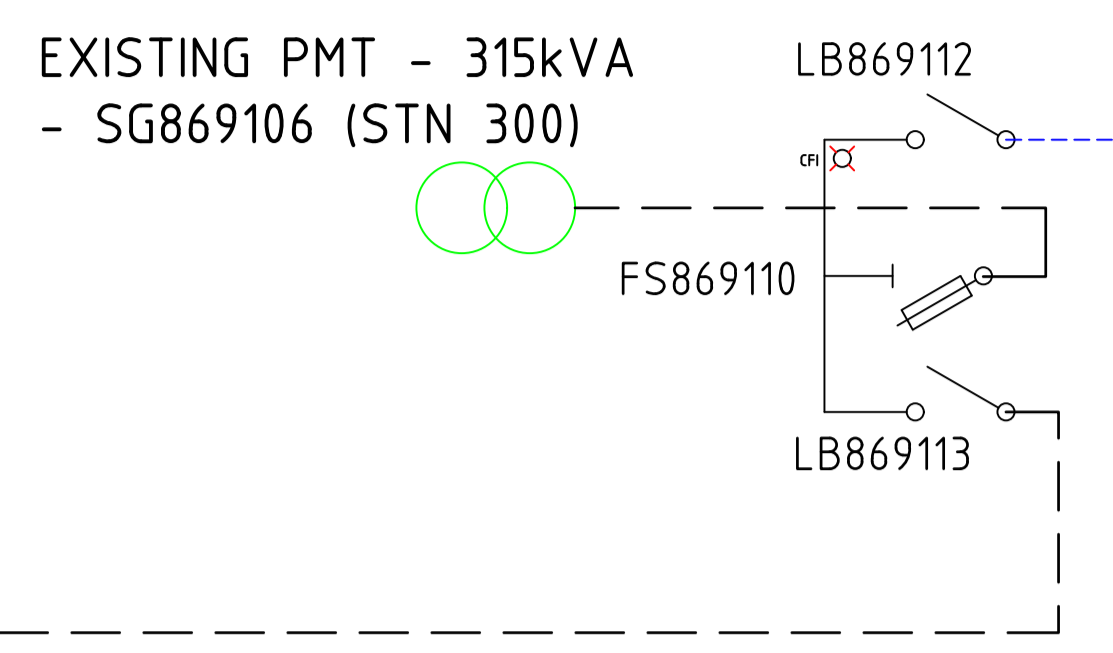 EXISTING PMT - 315kVA
- SG869106 (STN 300)
LB869112
CFI
FS869110
LB869113